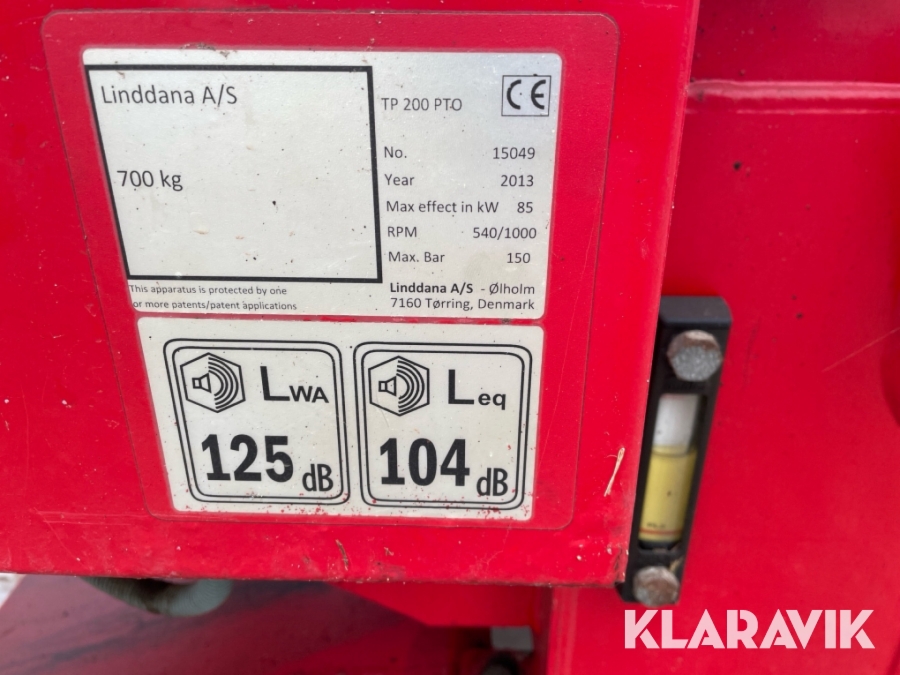 Linddana A/S
700 kg
TP 200 PTO CE
No. 15049
Year 2013
Max effect in kW 85
RPM 540/1000
Max. Bar 150
This apparatus is protected by one
or more patents/patent applications
Linddana A/S - Ølholm
7160 Tørring, Denmark
LWA
125 dB
Leq
104 dB
KLARAVIK